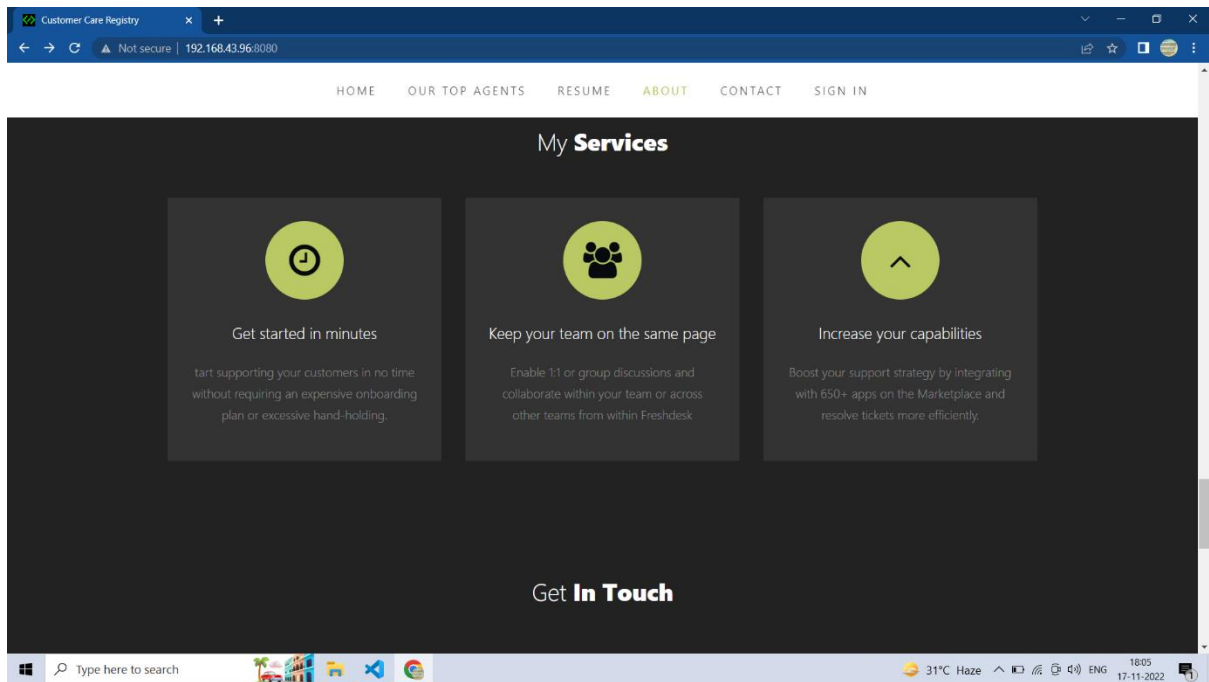 Customer Care Registry
Not secure | 192.168.43.96:8080
HOME OUR TOP AGENTS RESUME ABOUT CONTACT SIGN IN
My Services
Get started in minutes
tart supporting your customers in no time
without requiring an expensive onboarding
plan or excessive hand-holding.
Keep your team on the same page
Enable 1:1 or group discussions and
collaborate within your team or across
other teams from within Freshdesk
Increase your capabilities
Boost your support strategy by integrating
with 650+ apps on the Marketplace and
resolve tickets more efficiently.
Get In Touch
Type here to search
31°C Haze
ENG
18:05
17-11-2022
1